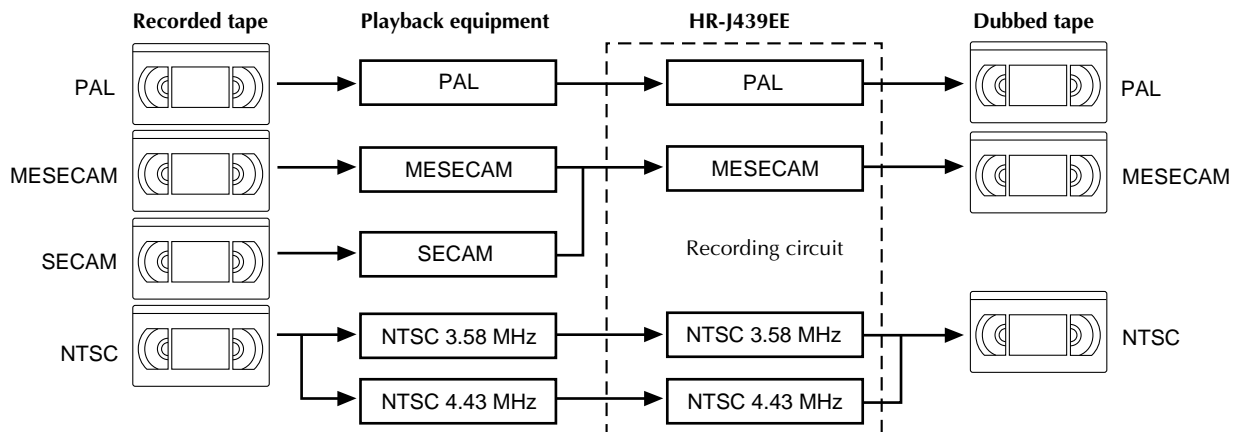 Recorded tape Playback equipment HR-J439EE Dubbed tape
PAL PAL PAL PAL
MESECAM MESECAM MESECAM MESECAM
SECAM SECAM Recording circuit
NTSC NTSC 3.58 MHz NTSC 3.58 MHz NTSC
NTSC 4.43 MHz NTSC 4.43 MHz